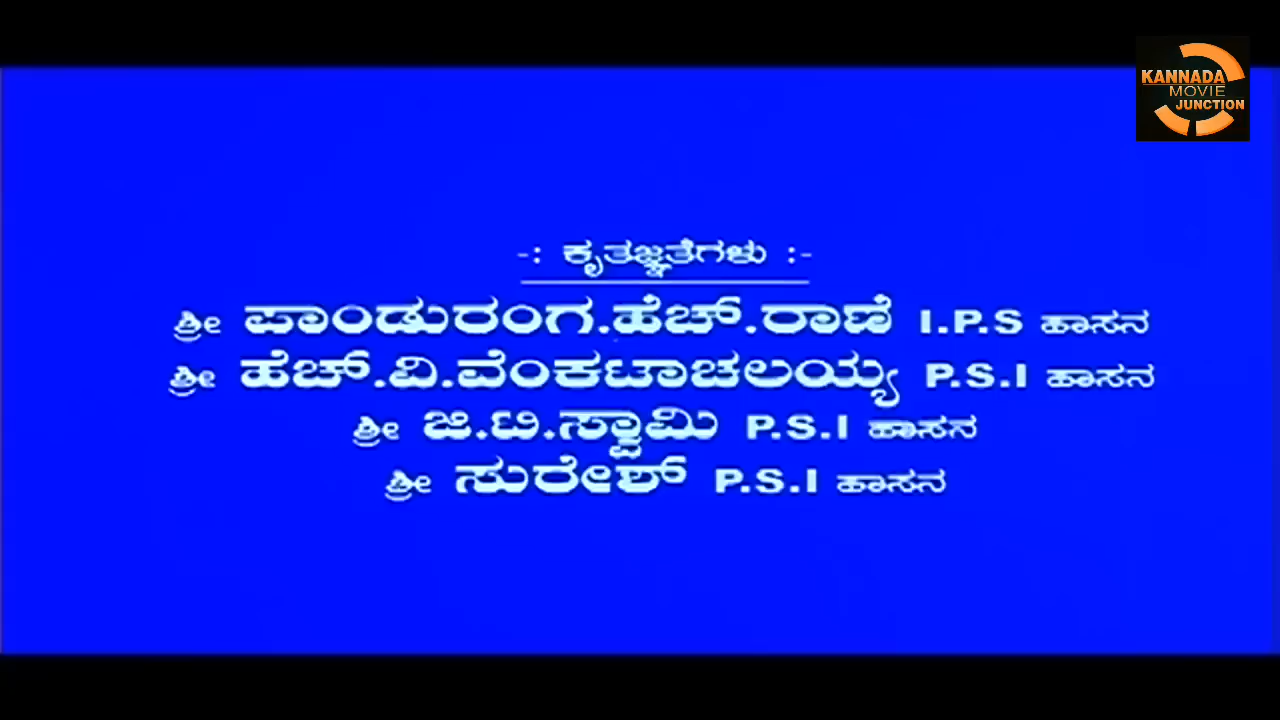 KANNADA
MOVIE
JUNCTION
-: ಕೃತಜ್ಞತೆಗಳು :-
ಶ್ರೀ ಪಾಂಡುರಂಗ.ಹೆಚ್.ರಾಣೆ I.P.S ಹಾಸನ
ಶ್ರೀ ಹೆಚ್.ವಿ.ವೆಂಕಟಾಚಲಯ್ಯ P.S.I ಹಾಸನ
ಶ್ರೀ ಜಿ.ಟಿ.ಸ್ವಾಮಿ P.S.I ಹಾಸನ
ಶ್ರೀ ಸುರೇಶ್ P.S.I ಹಾಸನ